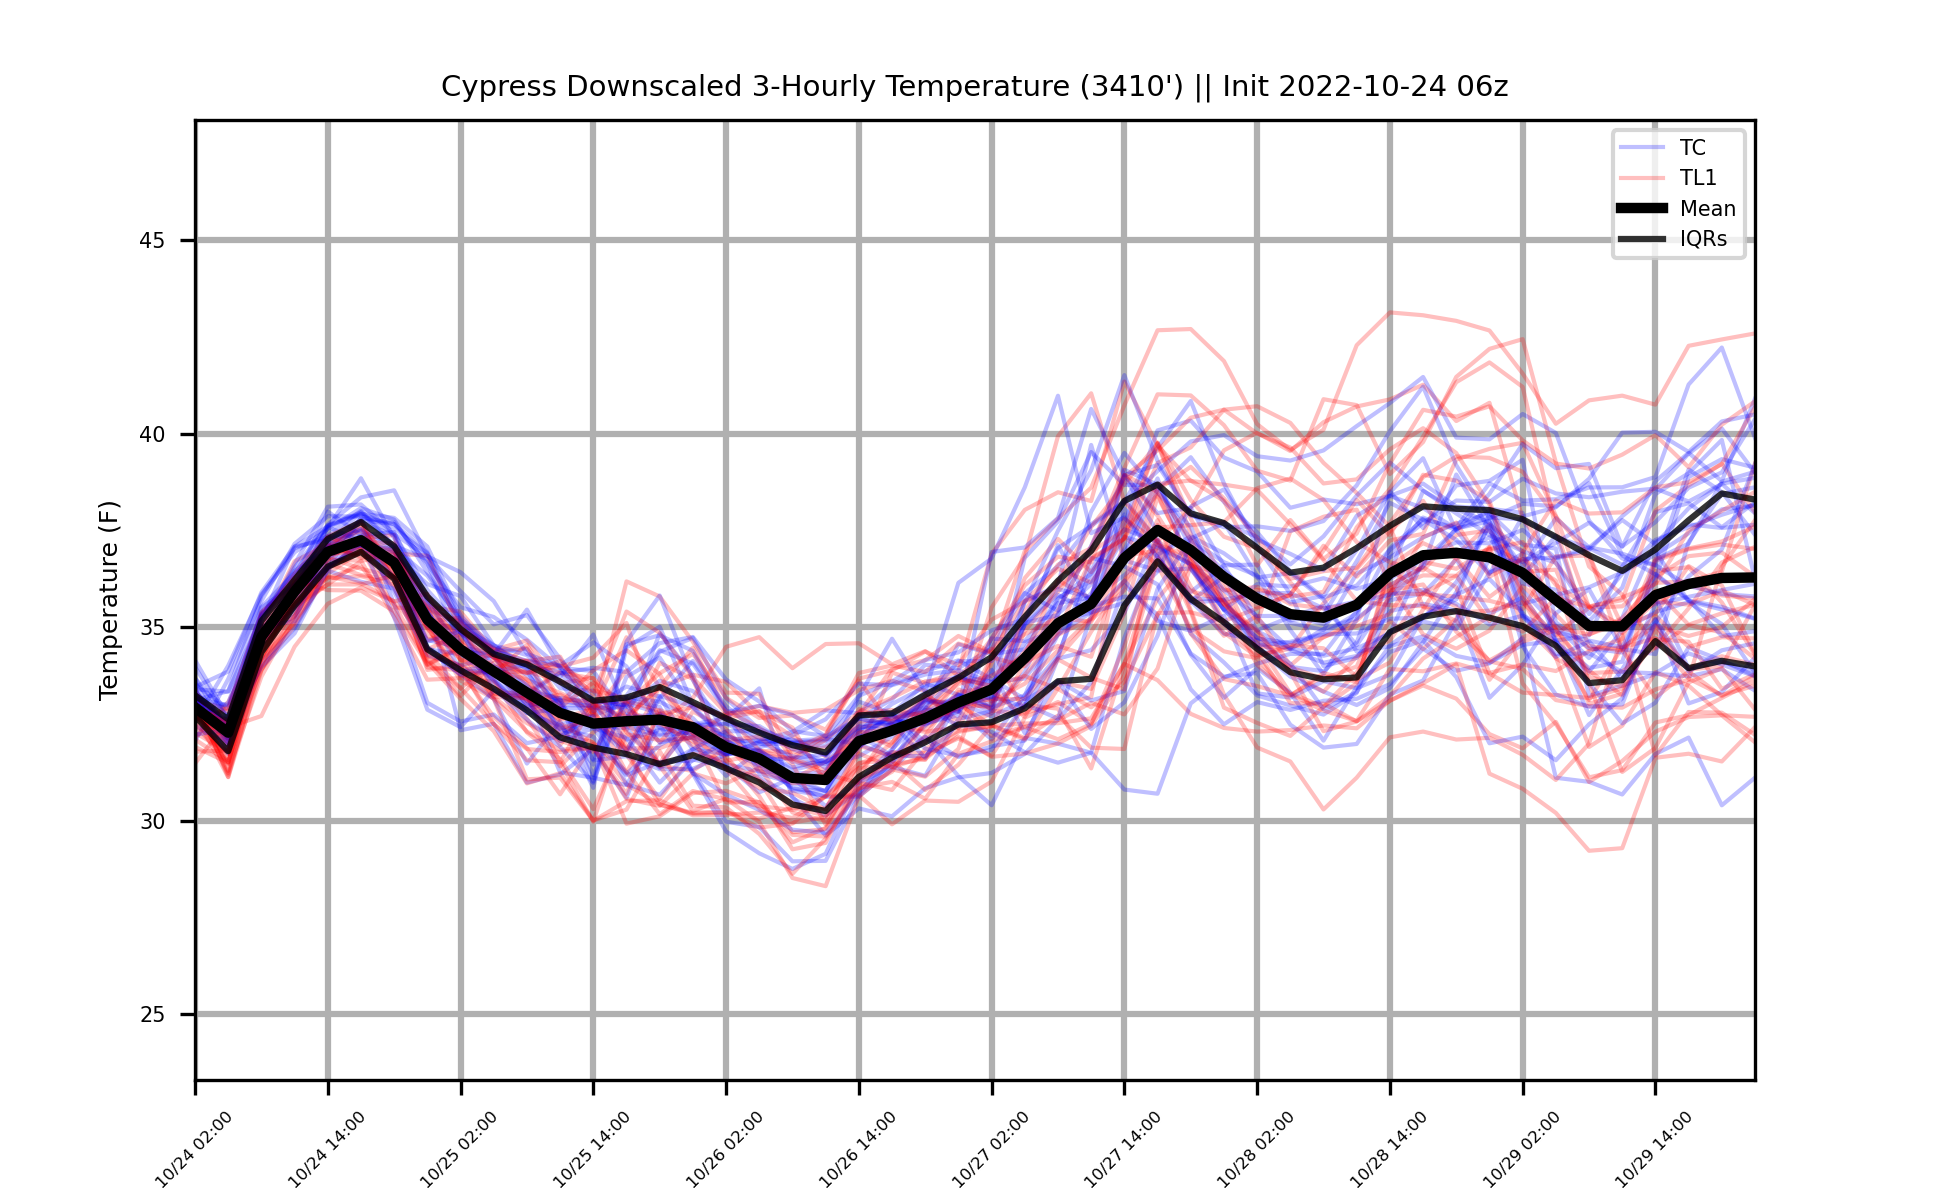 Cypress Downscaled 3-Hourly Temperature (3410') || Init 2022-10-24 06z
TC
TL1
Mean
IQRs
Temperature (F)
45
40
35
30
25
10/24 02:00
10/24 14:00
10/25 02:00
10/25 14:00
10/26 02:00
10/26 14:00
10/27 02:00
10/27 14:00
10/28 02:00
10/28 14:00
10/29 02:00
10/29 14:00